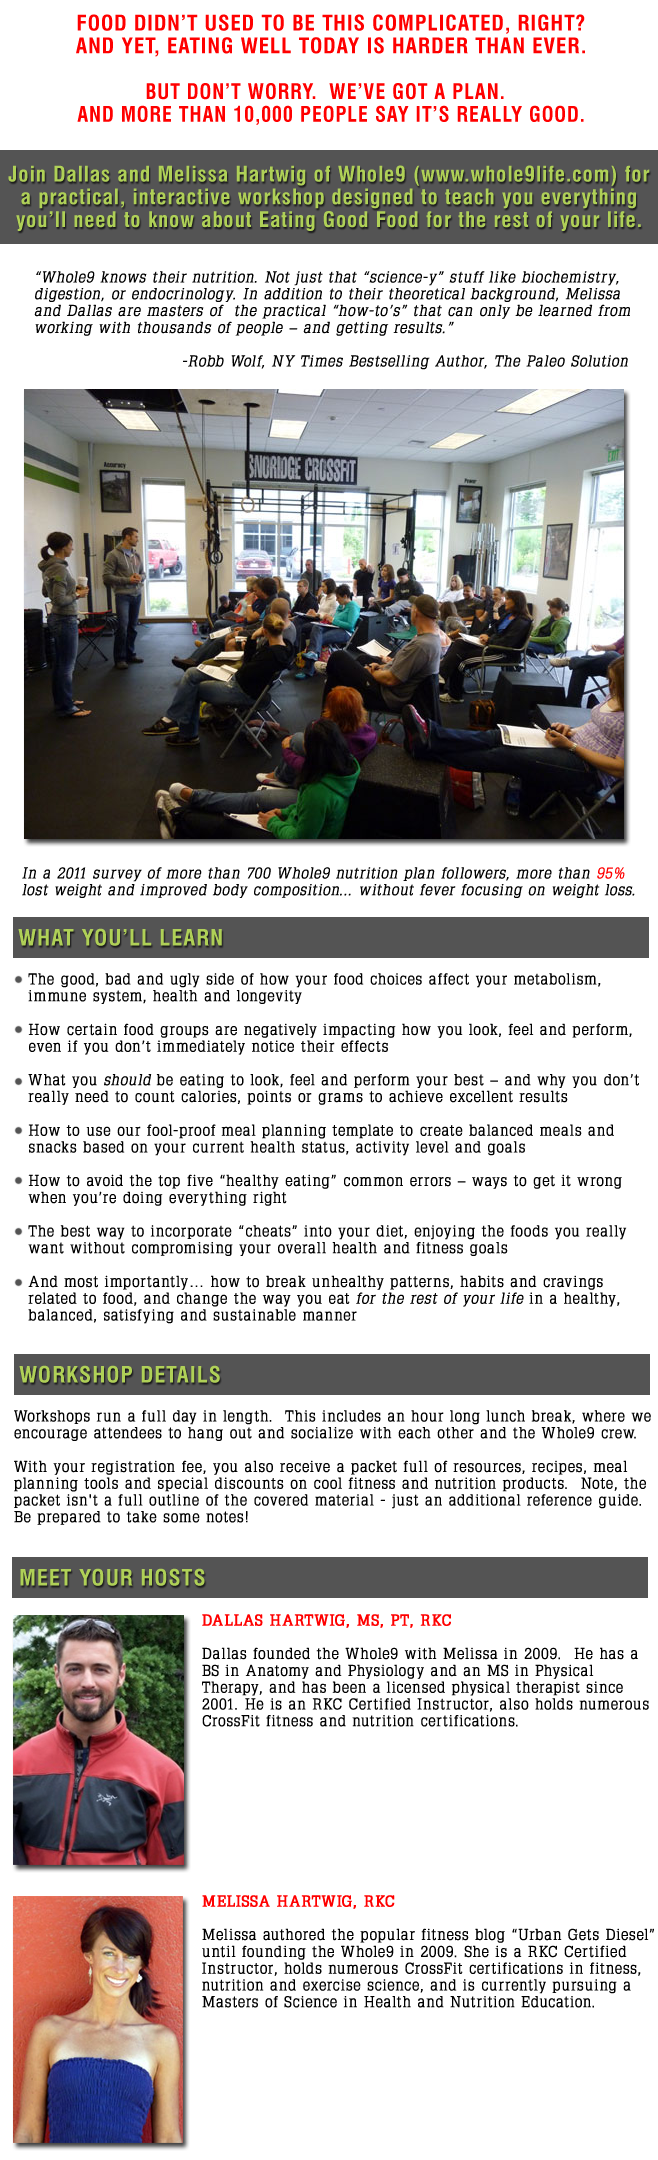 FOOD DIDN'T USED TO BE THIS COMPLICATED, RIGHT?
AND YET, EATING WELL TODAY IS HARDER THAN EVER.
BUT DON'T WORRY.  WE'VE GOT A PLAN.
AND MORE THAN 10,000 PEOPLE SAY IT'S REALLY GOOD.
Join Dallas and Melissa Hartwig of Whole9 (www.whole9life.com) for
a practical, interactive workshop designed to teach you everything
you'll need to know about Eating Good Food for the rest of your life.
“Whole9 knows their nutrition. Not just that “science-y” stuff like biochemistry,
digestion, or endocrinology. In addition to their theoretical background, Melissa
and Dallas are masters of  the practical “how-to's” that can only be learned from
working with thousands of people – and getting results.”
-Robb Wolf, NY Times Bestselling Author, The Paleo Solution
Accuracy
SNORIDGE CROSSFIT
Power
EXIT
In a 2011 survey of more than 700 Whole9 nutrition plan followers, more than 95%
lost weight and improved body composition... without fever focusing on weight loss.
WHAT YOU'LL LEARN
The good, bad and ugly side of how your food choices affect your metabolism,
immune system, health and longevity
How certain food groups are negatively impacting how you look, feel and perform,
even if you don't immediately notice their effects
What you should be eating to look, feel and perform your best – and why you don't
really need to count calories, points or grams to achieve excellent results
How to use our fool-proof meal planning template to create balanced meals and
snacks based on your current health status, activity level and goals
How to avoid the top five “healthy eating” common errors – ways to get it wrong
when you're doing everything right
The best way to incorporate “cheats” into your diet, enjoying the foods you really
want without compromising your overall health and fitness goals
And most importantly... how to break unhealthy patterns, habits and cravings
related to food, and change the way you eat for the rest of your life in a healthy,
balanced, satisfying and sustainable manner
WORKSHOP DETAILS
Workshops run a full day in length.  This includes an hour long lunch break, where we
encourage attendees to hang out and socialize with each other and the Whole9 crew.
With your registration fee, you also receive a packet full of resources, recipes, meal
planning tools and special discounts on cool fitness and nutrition products.  Note, the
packet isn't a full outline of the covered material - just an additional reference guide.
Be prepared to take some notes!
MEET YOUR HOSTS
DALLAS HARTWIG, MS, PT, RKC
Dallas founded the Whole9 with Melissa in 2009.  He has a
BS in Anatomy and Physiology and an MS in Physical
Therapy, and has been a licensed physical therapist since
2001. He is an RKC Certified Instructor, also holds numerous
CrossFit fitness and nutrition certifications.
MELISSA HARTWIG, RKC
Melissa authored the popular fitness blog “Urban Gets Diesel”
until founding the Whole9 in 2009. She is a RKC Certified
Instructor, holds numerous CrossFit certifications in fitness,
nutrition and exercise science, and is currently pursuing a
Masters of Science in Health and Nutrition Education.